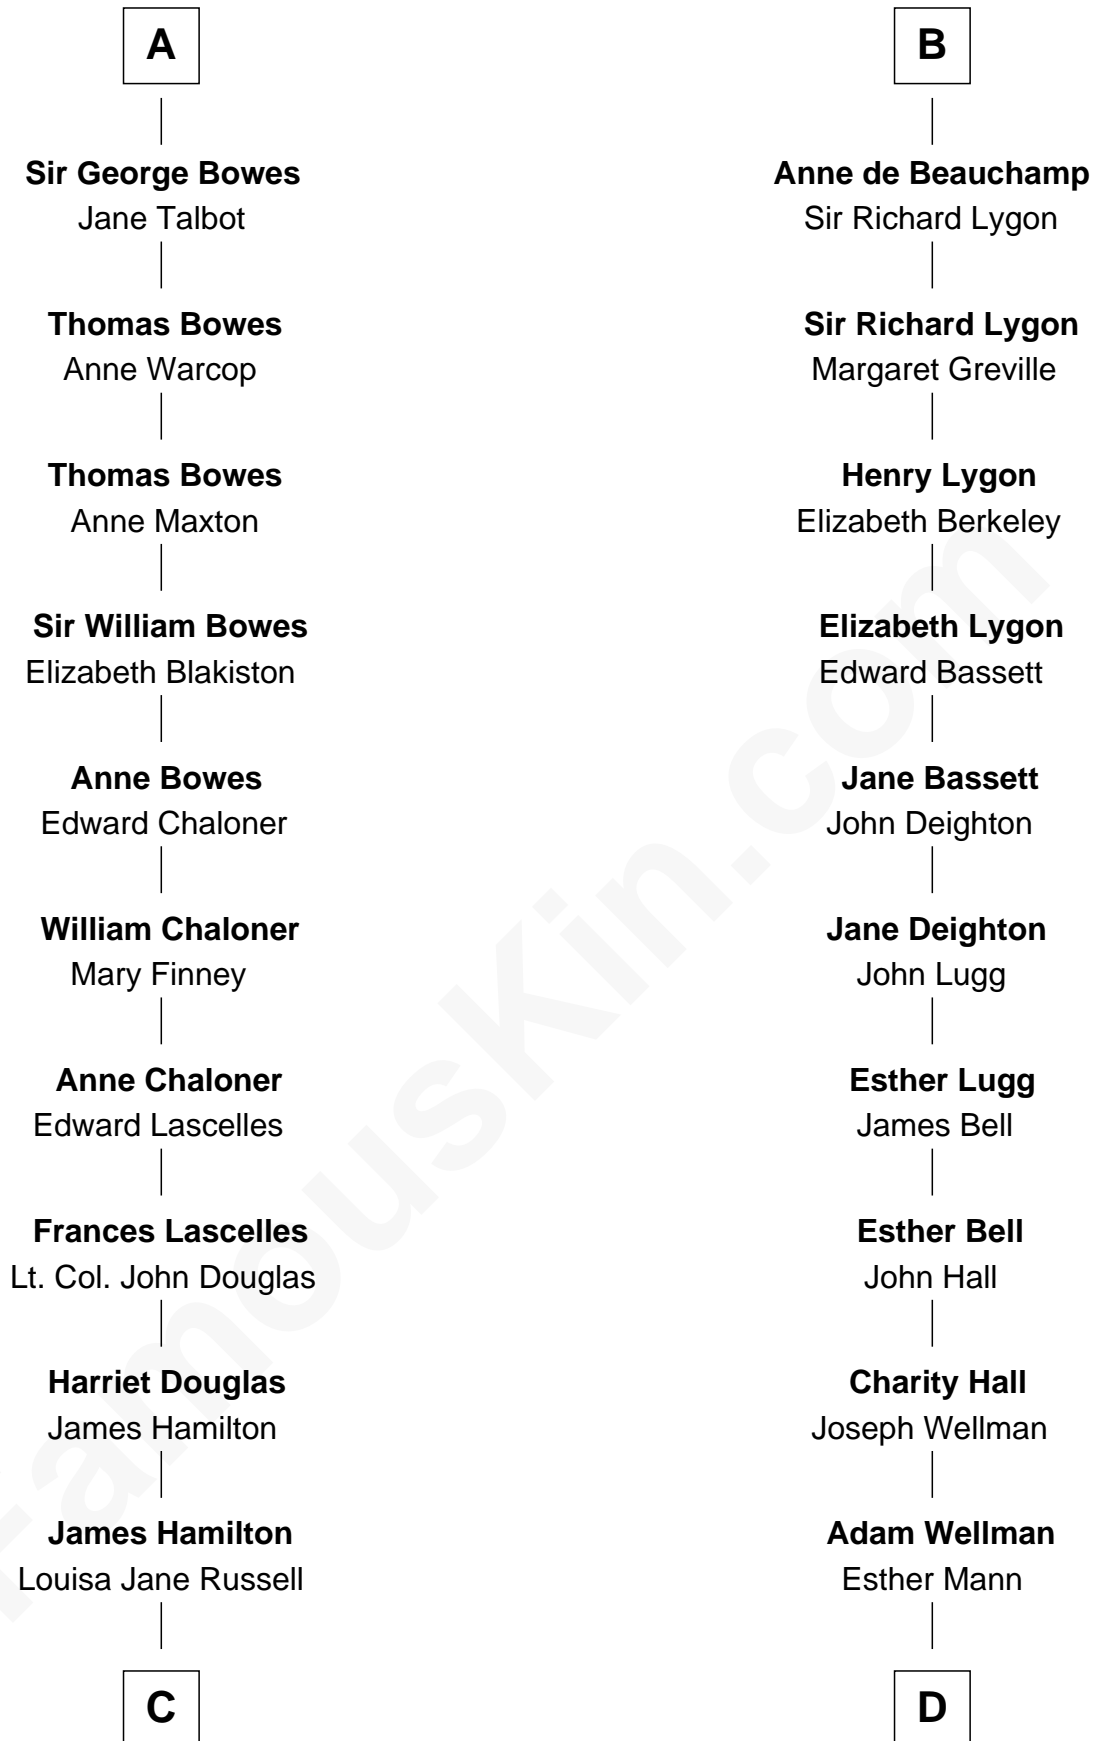 A
Sir George Bowes
Jane Talbot
Thomas Bowes
Anne Warcop
Thomas Bowes
Anne Maxton
Sir William Bowes
Elizabeth Blakiston
Anne Bowes
Edward Chaloner
William Chaloner
Mary Finney
Anne Chaloner
Edward Lascelles
Frances Lascelles
Lt. Col. John Douglas
Harriet Douglas
James Hamilton
James Hamilton
Louisa Jane Russell
C
B
Anne de Beauchamp
Sir Richard Lygon
Sir Richard Lygon
Margaret Greville
Henry Lygon
Elizabeth Berkeley
Elizabeth Lygon
Edward Bassett
Jane Bassett
John Deighton
Jane Deighton
John Lugg
Esther Lugg
James Bell
Esther Bell
John Hall
Charity Hall
Joseph Wellman
Adam Wellman
Esther Mann
D
FamousKin.com